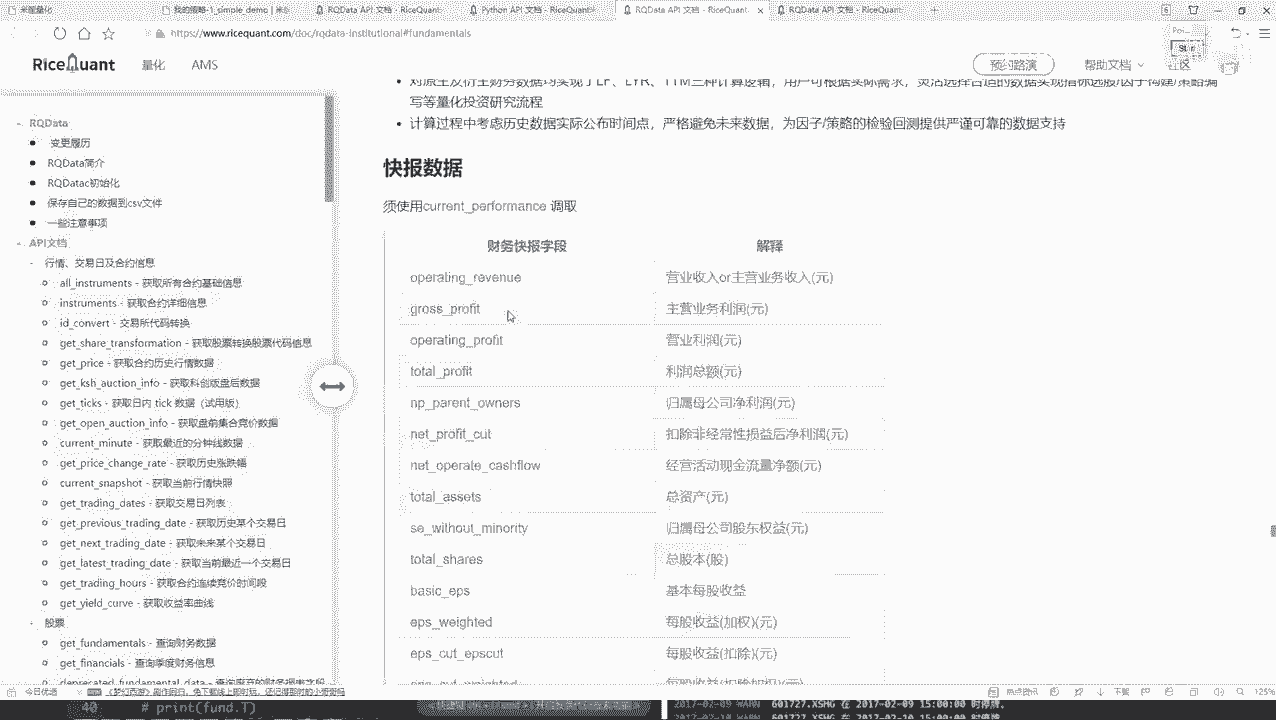 米筐量化
我的策略-1_simple demo | 米
RQData API 文档 - RiceQuant
Python API 文档 - RiceQuant
RQData API 文档 - RiceQuant
RQData API 文档 - RiceQuant
https://www.ricequant.com/doc/rqdata-institutional#fundamentals
RiceQuant
量化
AMS
预约路演
帮助文档
社区
对原生及衍生财务数据均实现了LF、LYR、TTM三种计算逻辑，用户可根据实际需求，灵活选择合适的数据实现指标选股/因子构建/策略编
写等量化投资研究流程
计算过程中考虑历史数据实际公布时间点，严格避免未来数据，为因子/策略的检验回测提供严谨可靠的数据支持
快报数据
须使用current_performance 调取
财务快报字段 解释
operating_revenue 营业收入or主营业务收入(元)
gross_profit 主营业务利润(元)
operating_profit 营业利润(元)
total_profit 利润总额(元)
np_parent_owners 归属母公司净利润(元)
net_profit_cut 扣除非经常性损益后净利润(元)
net_operate_cashflow 经营活动现金流量净额(元)
total_assets 总资产(元)
se_without_minority 归属母公司股东权益(元)
total_shares 总股本(股)
basic_eps 基本每股收益
eps_weighted 每股收益(加权)(元)
eps_cut_epscut 每股收益(扣除)(元)
RQData
变更履历
RQData简介
RQDatac初始化
保存自己的数据到csv文件
一些注意事项
API文档
行情、交易日及合约信息
all_instruments - 获取所有合约基础信息
instruments - 获取合约详细信息
id_convert - 交易所代码转换
get_share_transformation - 获取股票转换股票代码信息
get_price - 获取合约历史行情数据
get_ksh_auction_info - 获取科创版盘后数据
get_ticks - 获取日内 tick 数据（试用版）
get_open_auction_info - 获取盘前集合竞价数据
current_minute - 获取最近的分钟线数据
get_price_change_rate - 获取历史涨跌幅
current_snapshot - 获取当前行情快照
get_trading_dates - 获取交易日列表
get_previous_trading_date - 获取历史某个交易日
get_next_trading_date - 获取未来某个交易日
get_latest_trading_date - 获取当前最近一个交易日
get_trading_hours - 获取合约连续竞价时间段
get_yield_curve - 获取收益率曲线
股票
get_fundamentals - 查询财务数据
get_financials - 查询季度财务信息
今日优选
热点资讯
下载
125%
40 # print(fund.T)
2017-02-09 WARN 601727.XSHG 在 2017-02-09 15:00:00 时停牌。